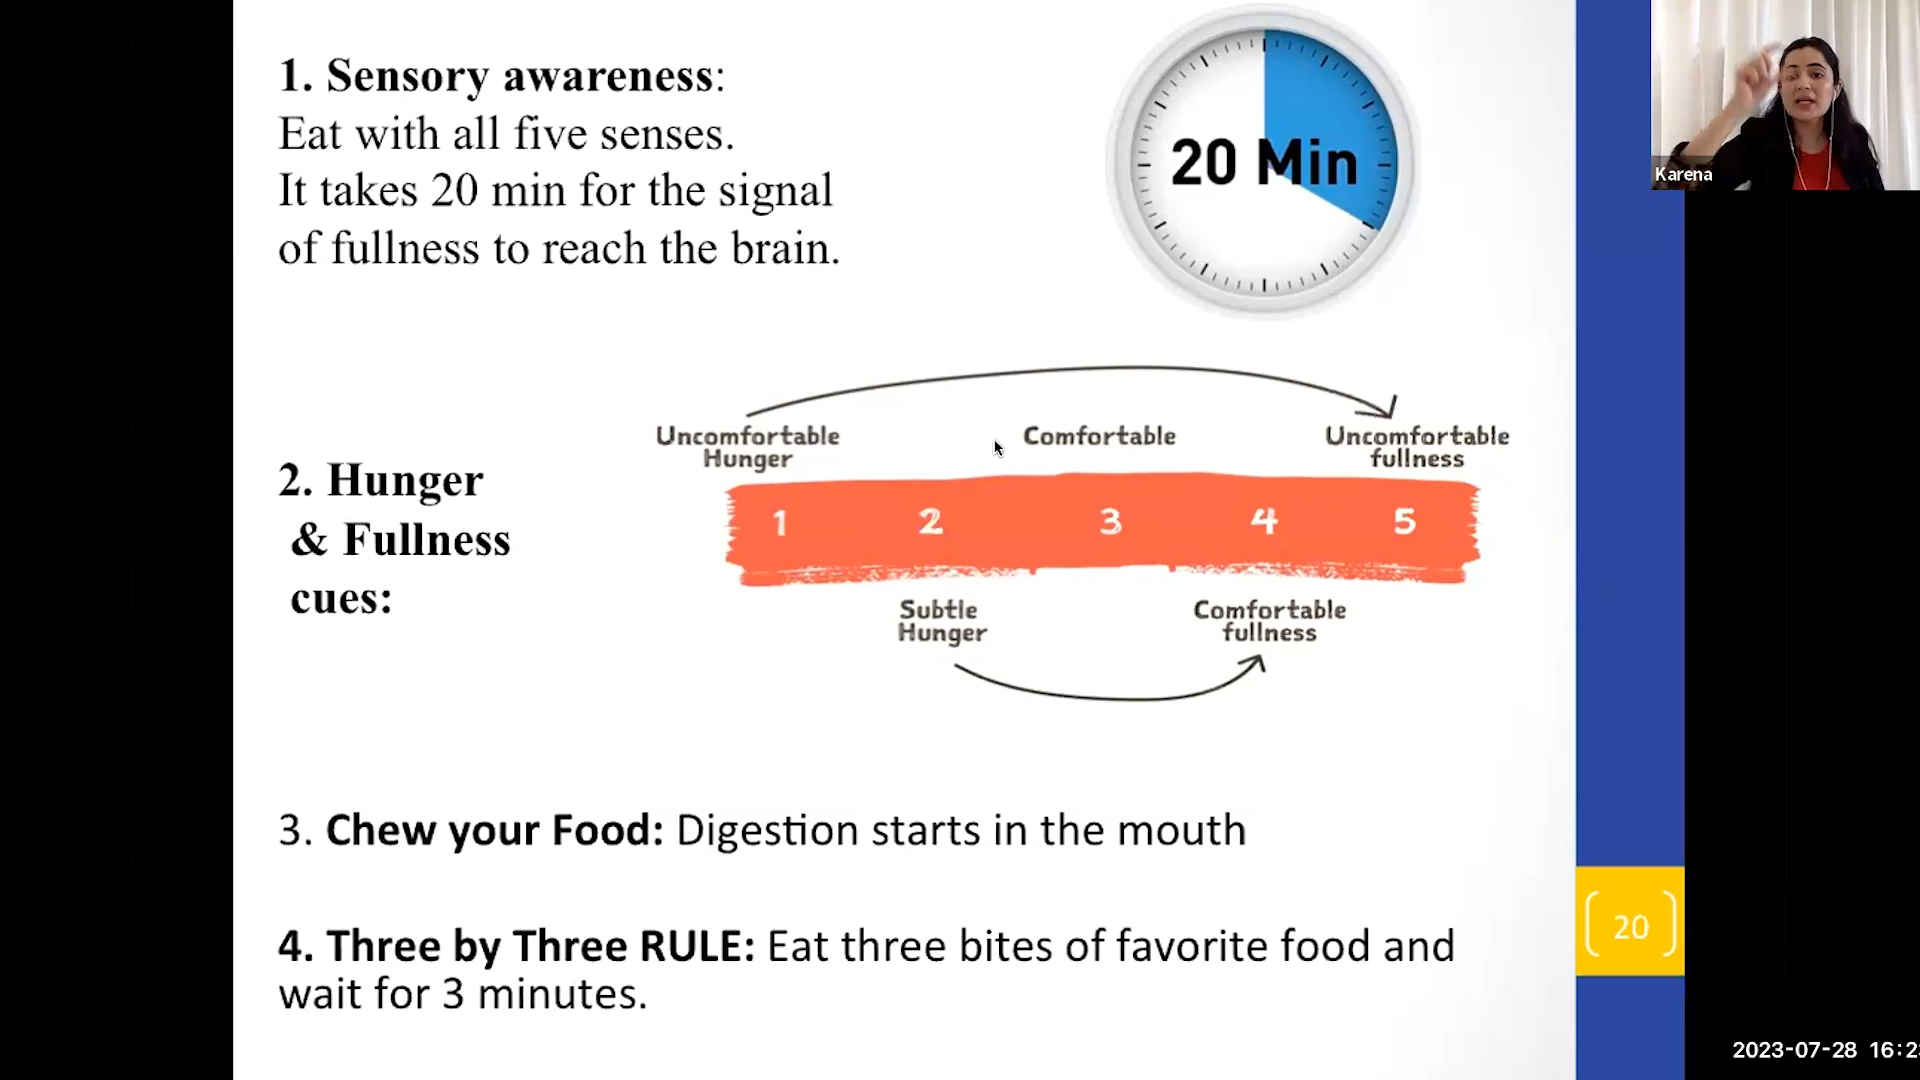 1. Sensory awareness:
Eat with all five senses.
It takes 20 min for the signal
of fullness to reach the brain.
20 Min
Karena
2. Hunger
& Fullness
cues:
Uncomfortable
Hunger
Comfortable
Uncomfortable
fullness
1 2 3 4 5
Subtle
Hunger
Comfortable
fullness
3. Chew your Food: Digestion starts in the mouth
4. Three by Three RULE: Eat three bites of favorite food and
wait for 3 minutes.
20
2023-07-28